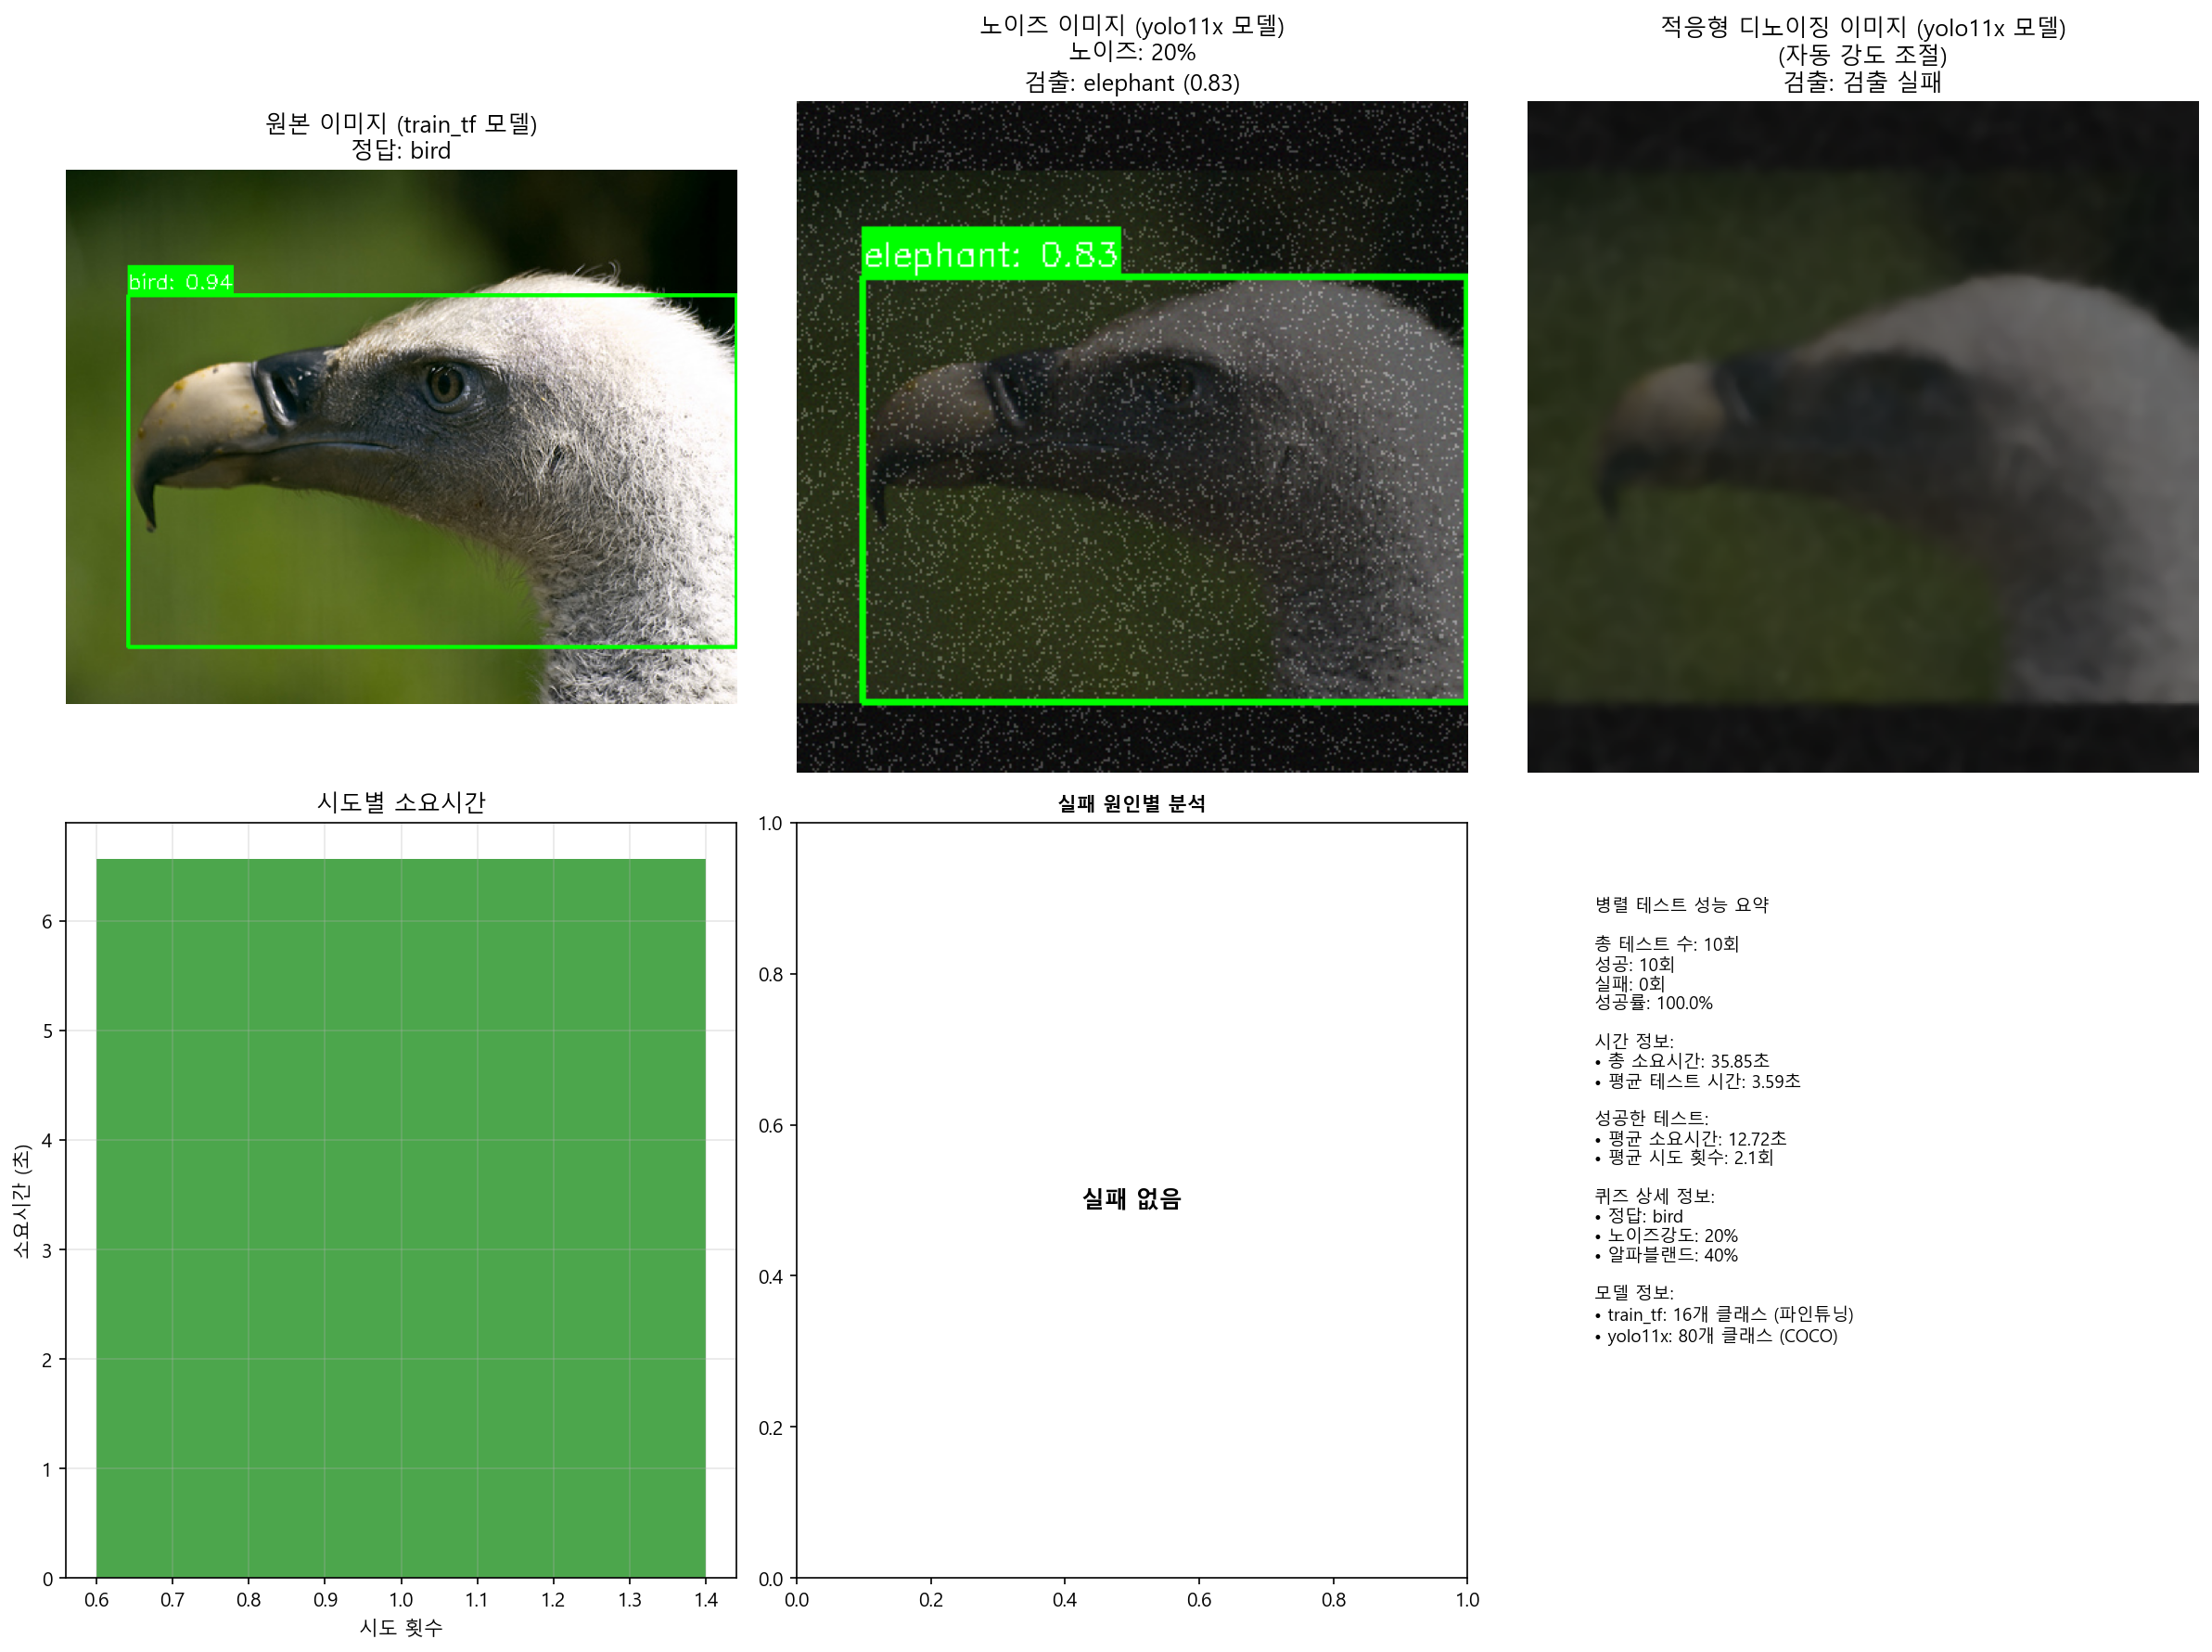 원본 이미지 (train_tf 모델)
정답: bird
bird: 0.94
노이즈 이미지 (yolo11x 모델)
노이즈: 20%
검출: elephant (0.83)
elephant: 0.83
적응형 디노이징 이미지 (yolo11x 모델)
(자동 강도 조절)
검출: 검출 실패
시도별 소요시간
소요시간 (초)
6
5
4
3
2
1
0
0.6 0.7 0.8 0.9 1.0 1.1 1.2 1.3 1.4
시도 횟수
실패 원인별 분석
1.0
0.8
0.6
0.4
0.2
0.0
실패 없음
0.0 0.2 0.4 0.6 0.8 1.0
병렬 테스트 성능 요약
총 테스트 수: 10회
성공: 10회
실패: 0회
성공률: 100.0%
시간 정보:
• 총 소요시간: 35.85초
• 평균 테스트 시간: 3.59초
성공한 테스트:
• 평균 소요시간: 12.72초
• 평균 시도 횟수: 2.1회
퀴즈 상세 정보:
• 정답: bird
• 노이즈강도: 20%
• 알파블랜드: 40%
모델 정보:
• train_tf: 16개 클래스 (파인튜닝)
• yolo11x: 80개 클래스 (COCO)